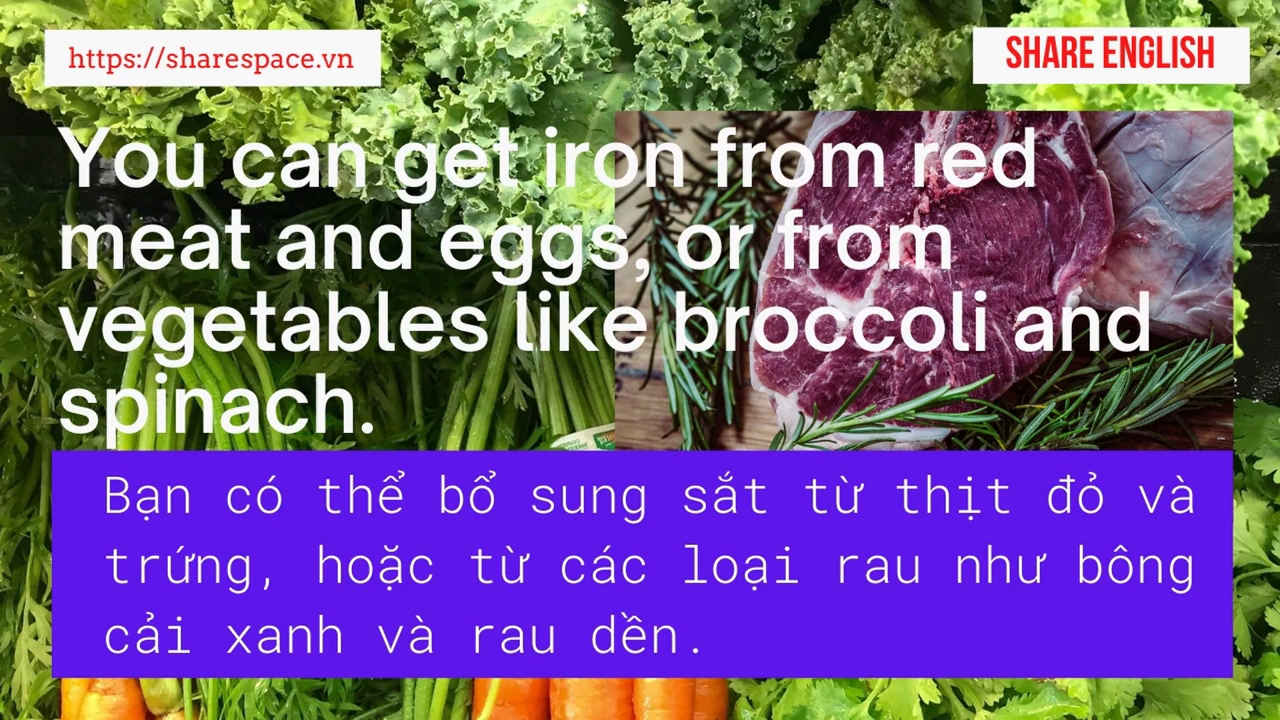 https://sharespace.vn
SHARE ENGLISH
You can get iron from red
meat and eggs, or from
vegetables like broccoli and
spinach.
Bạn có thể bổ sung sắt từ thịt đỏ và
trứng, hoặc từ các loại rau như bông
cải xanh và rau dền.